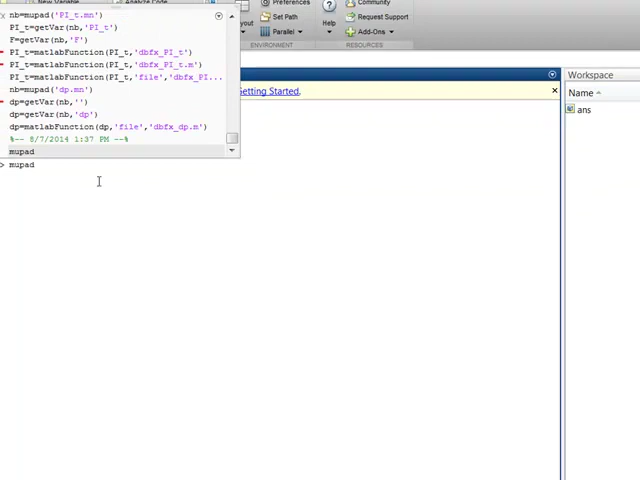 New Variable
Analyze Code
Preferences
Community
Set Path
Request Support
Parallel
Help
Add-Ons
ENVIRONMENT
RESOURCES
nb=mupad('PI_t.mn')
PI_t=getVar(nb,'PI_t')
F=getVar(nb,'F')
PI_t=matlabFunction(PI_t,'dbfx_PI_t')
PI_t=matlabFunction(PI_t,'dbfx_PI_t.m')
PI_t=matlabFunction(PI_t,'file','dbfx_PI...
nb=mupad('dp.mn')
dp=getVar(nb,'')
dp=getVar(nb,'dp')
dp=matlabFunction(dp,'file','dbfx_dp.m')
%-- 8/7/2014 1:37 PM --%
mupad
> mupad
Getting Started.
Workspace
Name
ans